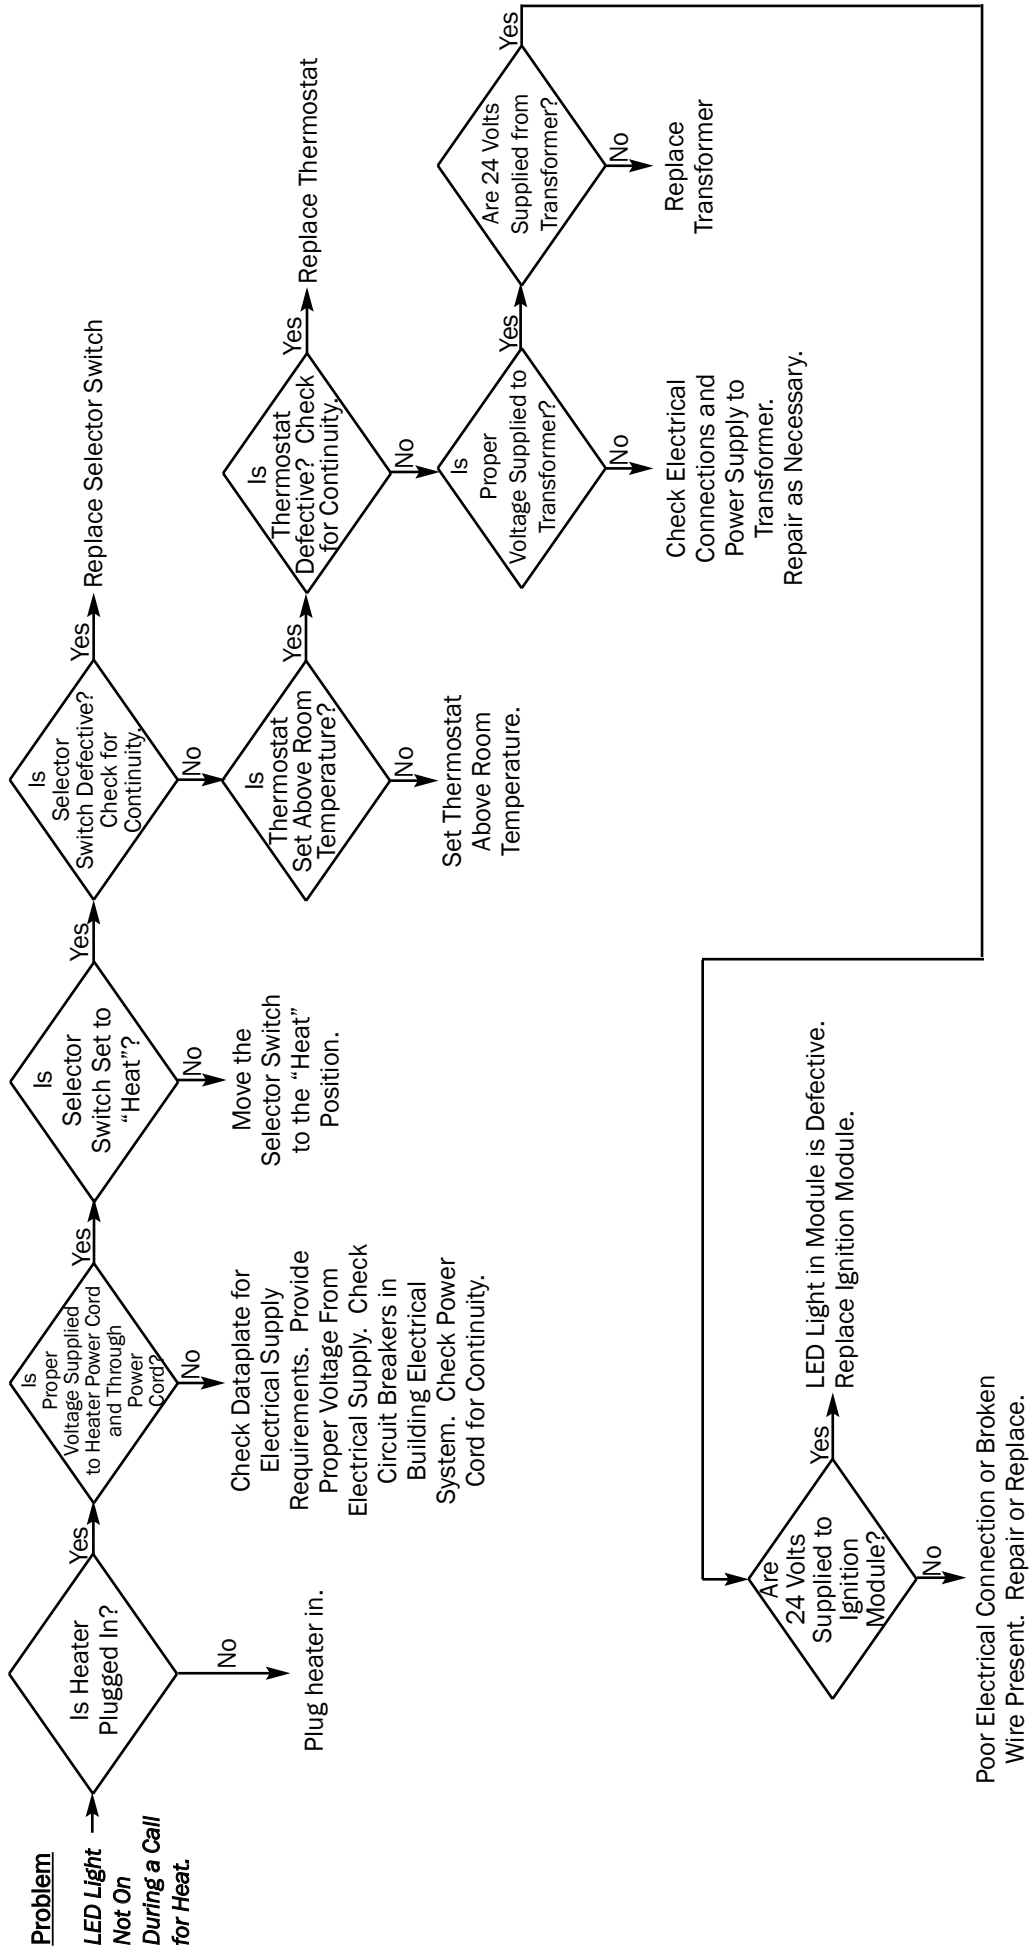 Problem
LED Light
Not On
During a Call
for Heat.
Is Heater
Plugged In?
Yes
No
Plug heater in.
Is
Proper
Voltage Supplied
to Heater Power Cord
and Through
Power
Cord?
Yes
No
Check Dataplate for
Electrical Supply
Requirements. Provide
Proper Voltage From
Electrical Supply. Check
Circuit Breakers in
Building Electrical
System. Check Power
Cord for Continuity.
Is
Selector
Switch Set to
“Heat”?
Yes
No
Move the
Selector Switch
to the “Heat”
Position.
Is
Selector
Switch Defective?
Check for
Continuity.
Yes
Replace Selector Switch
No
Is
Thermostat
Set Above Room
Temperature?
Yes
No
Set Thermostat
Above Room
Temperature.
Is
Thermostat
Defective? Check
for Continuity.
Yes
Replace Thermostat
No
Is
Proper
Voltage Supplied to
Transformer?
Yes
No
Check Electrical
Connections and
Power Supply to
Transformer.
Repair as Necessary.
Are 24 Volts
Supplied from
Transformer?
Yes
No
Replace
Transformer
Are
24 Volts
Supplied to
Ignition
Module?
Yes
LED Light in Module is Defective.
Replace Ignition Module.
No
Poor Electrical Connection or Broken
Wire Present. Repair or Replace.